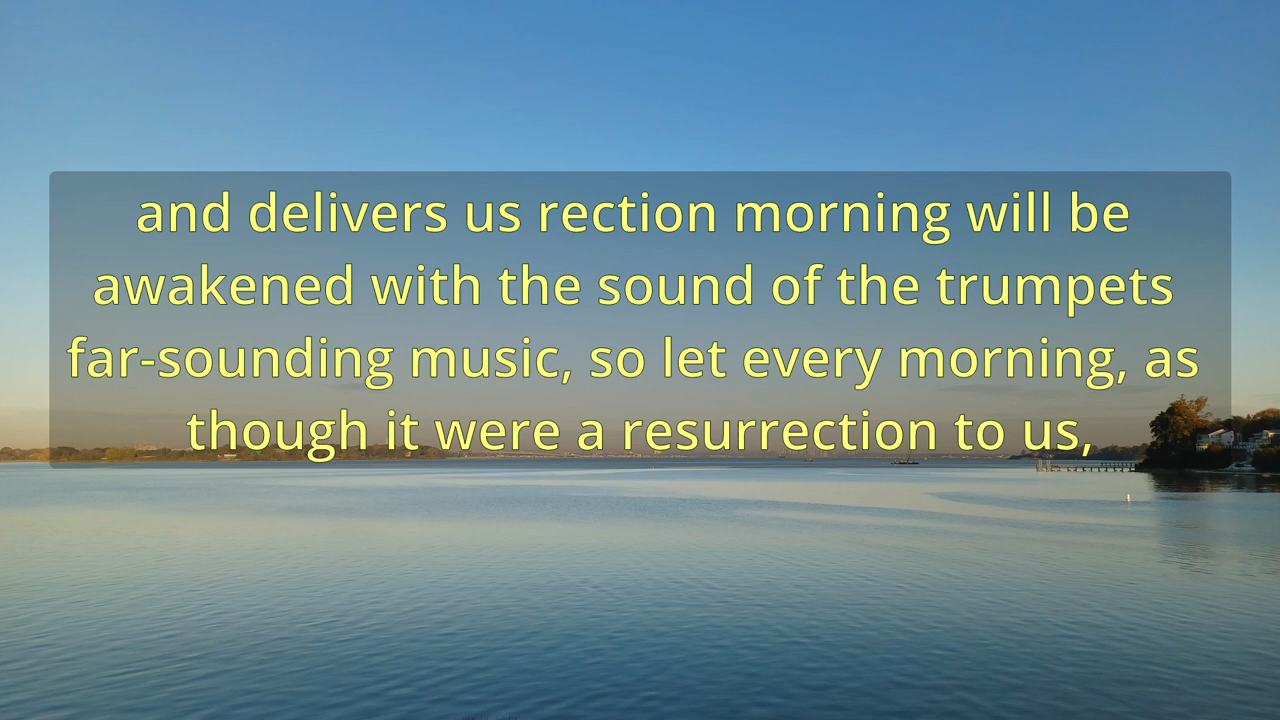 and delivers us rection morning will be
awakened with the sound of the trumpets
far-sounding music, so let every morning, as
though it were a resurrection to us,